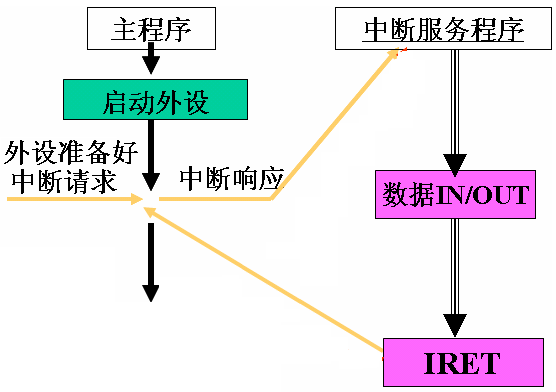 主程序
中断服务程序
启动外设
外设准备好
中断请求
中断响应
数据IN/OUT
IRET